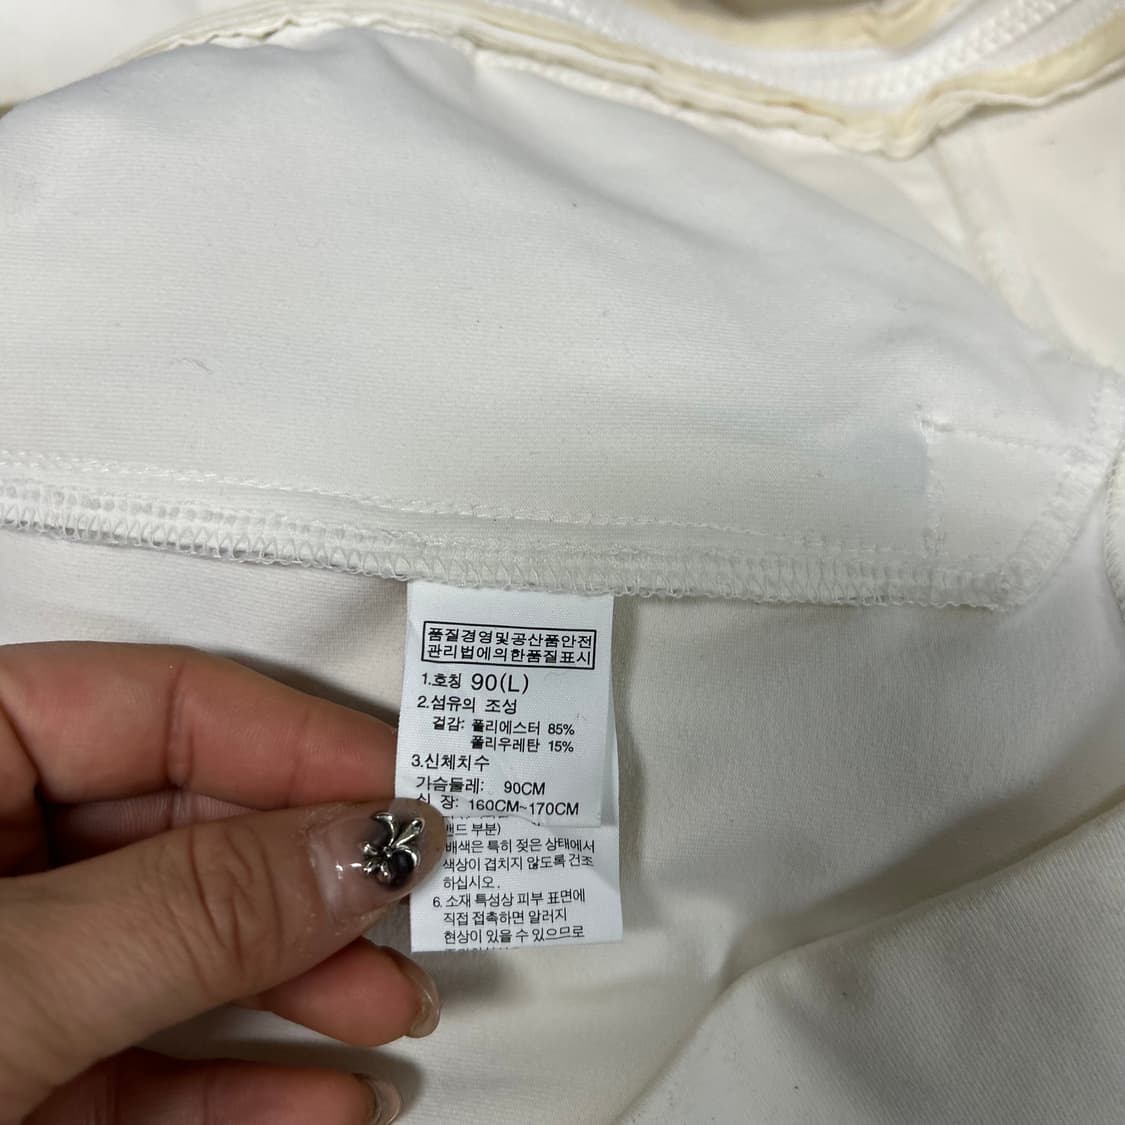 품질경영및공산품안전
관리법에의한품질표시
1.호칭 90(L)
2.섬유의 조성
겉감: 폴리에스터 85%
폴리우레탄 15%
3.신체치수
가슴둘레: 90CM
신 장: 160CM~170CM
부분)
배색은 특히 젖은 상태에서
색상이 겹치지 않도록 건조
하십시오.
6. 소재 특성상 피부 표면에
직접 접촉하면 알러지
현상이 있을 수 있으므로